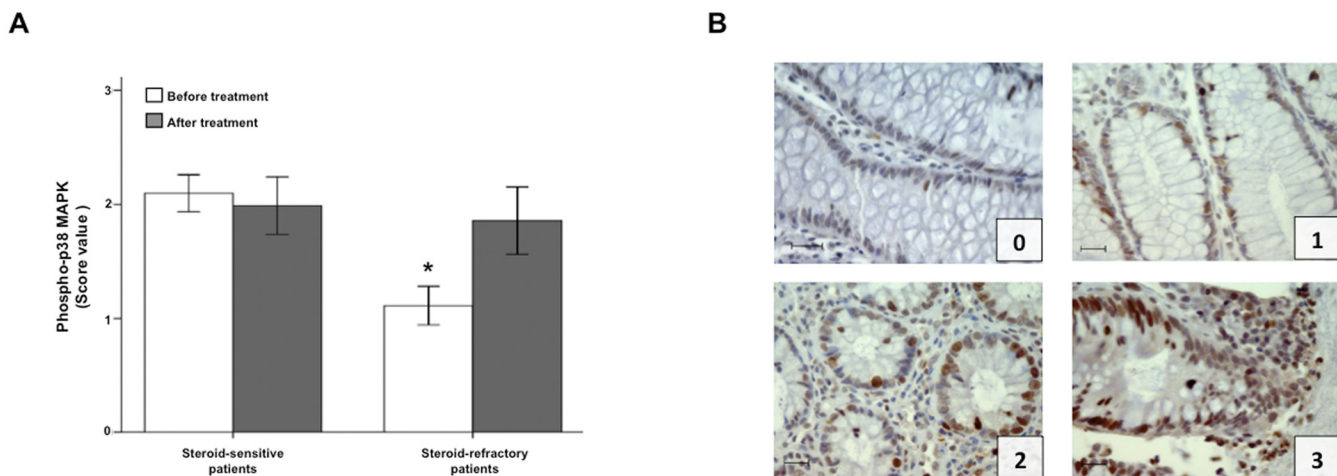 A
B
3
2
1
0
Phospho-p38 MAPK
(Score value )
Before treatment
After treatment
*
Steroid-sensitive
patients
Steroid-refractory
patients
0
1
2
3